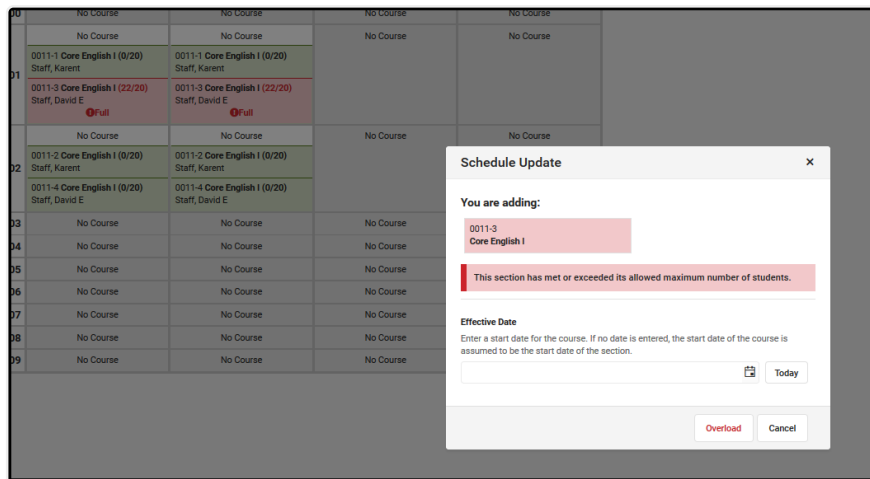 00 No Course No Course No Course No Course
No Course No Course No Course No Course
01
0011-1 Core English I (0/20) 0011-1 Core English I (0/20)
Staff, Karent Staff, Karent
0011-3 Core English I (22/20) 0011-3 Core English I (22/20)
Staff, David E Staff, David E
Full Full
No Course No Course No Course No Course
02
0011-2 Core English I (0/20) 0011-2 Core English I (0/20)
Staff, Karent Staff, Karent
0011-4 Core English I (0/20) 0011-4 Core English I (0/20)
Staff, David E Staff, David E
03 No Course No Course No Course
04 No Course No Course No Course
05 No Course No Course No Course
06 No Course No Course No Course
07 No Course No Course No Course
08 No Course No Course No Course
09 No Course No Course No Course
Schedule Update
You are adding:
0011-3
Core English I
This section has met or exceeded its allowed maximum number of students.
Effective Date
Enter a start date for the course. If no date is entered, the start date of the course is
assumed to be the start date of the section.
Today
Overload Cancel